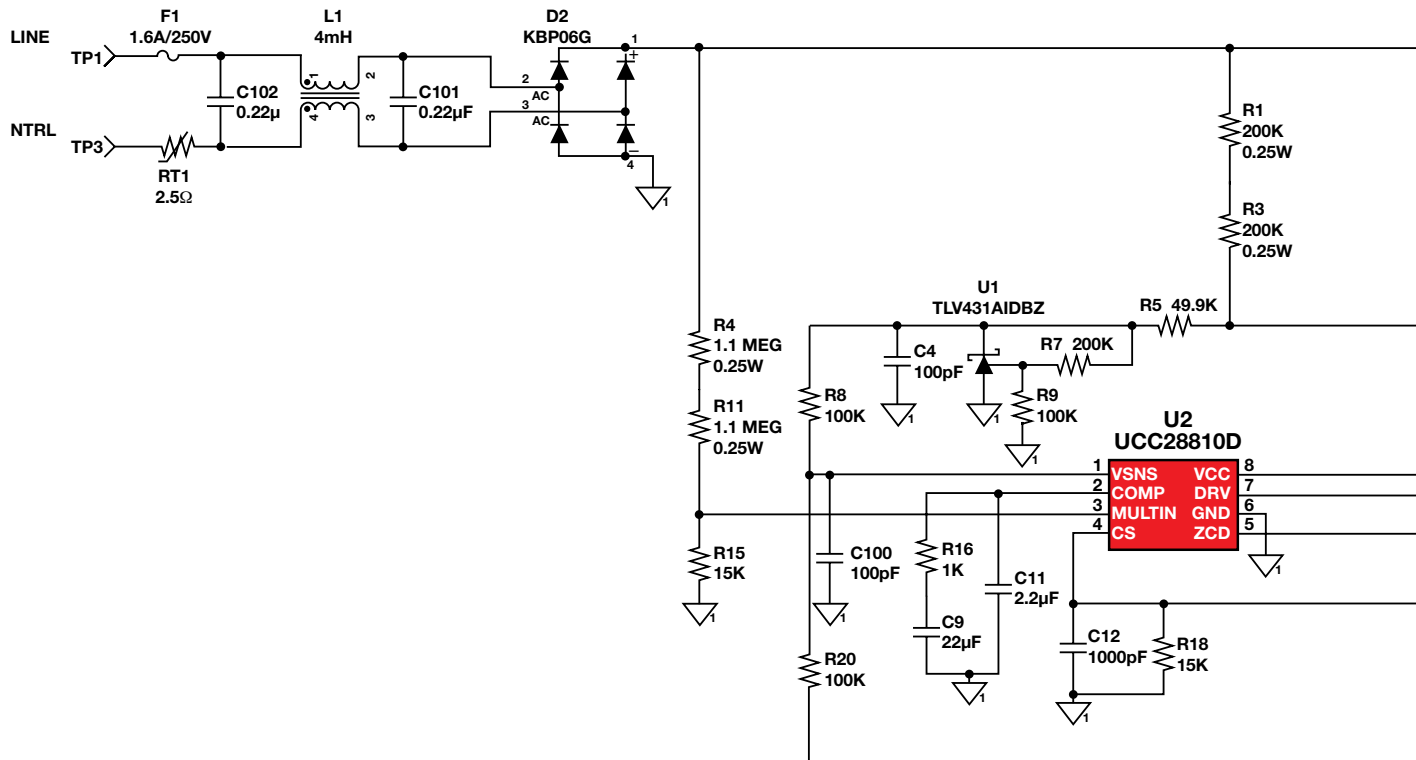 LINE
TP1
F1
1.6A/250V
L1
4mH
D2
KBP06G
C102
0.22µ
1
2
4
3
C101
0.22µF
2
AC
3
AC
1
+
−
4
1
NTRL
TP3
RT1
2.5Ω
R1
200K
0.25W
R3
200K
0.25W
U1
TLV431AIDBZ
R5 49.9K
R4
1.1 MEG
0.25W
C4
100pF
R7 200K
1
1
R8
100K
R9
100K
1
R11
1.1 MEG
0.25W
U2
UCC28810D
1 VSNS VCC 8
2 COMP DRV 7
3 MULTIN GND 6
4 CS ZCD 5
1
R15
15K
1
C100
100pF
1
R16
1K
C11
2.2µF
C9
22µF
1
C12
1000pF
R18
15K
1
R20
100K